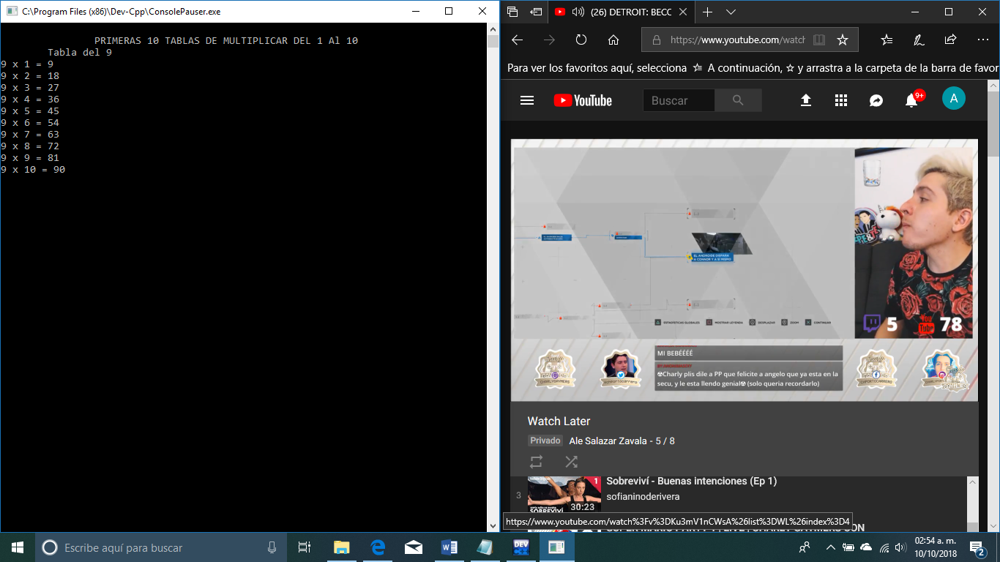 C:\Program Files (x86)\Dev-Cpp\ConsolePauser.exe
PRIMERAS 10 TABLAS DE MULTIPLICAR DEL 1 Al 10
Tabla del 9
9 x 1 = 9
9 x 2 = 18
9 x 3 = 27
9 x 4 = 36
9 x 5 = 45
9 x 6 = 54
9 x 7 = 63
9 x 8 = 72
9 x 9 = 81
9 x 10 = 90
(26) DETROIT: BECC
https://www.youtube.com/watch
Para ver los favoritos aquí, selecciona A continuación, y arrastra a la carpeta de la barra de favor
YouTube
Buscar
9+
A
EL ANDROIDE DISPARA
A CONNOR Y A SÍ MISMO
ESTADÍSTICAS GLOBALES MOSTRAR LEYENDA DESPLAZAR ZOOM CONTINUAR
5 You Tube 78
MI BEBÉÉÉÉ
Charly plis dile a PP que felicite a angelo que ya esta en la
secu, y le esta llendo genial (solo queria recordarlo)
Watch Later
Privado Ale Salazar Zavala - 5 / 8
3
1
30:23
SOBREVIVÍ
Sobreviví - Buenas intenciones (Ep 1)
sofianinoderivera
https://www.youtube.com/watch%3Fv%3DKu3mV1nCWsA%26list%3DWL%26index%3D4
Escribe aquí para buscar
DEV
02:54 a. m.
10/10/2018
2